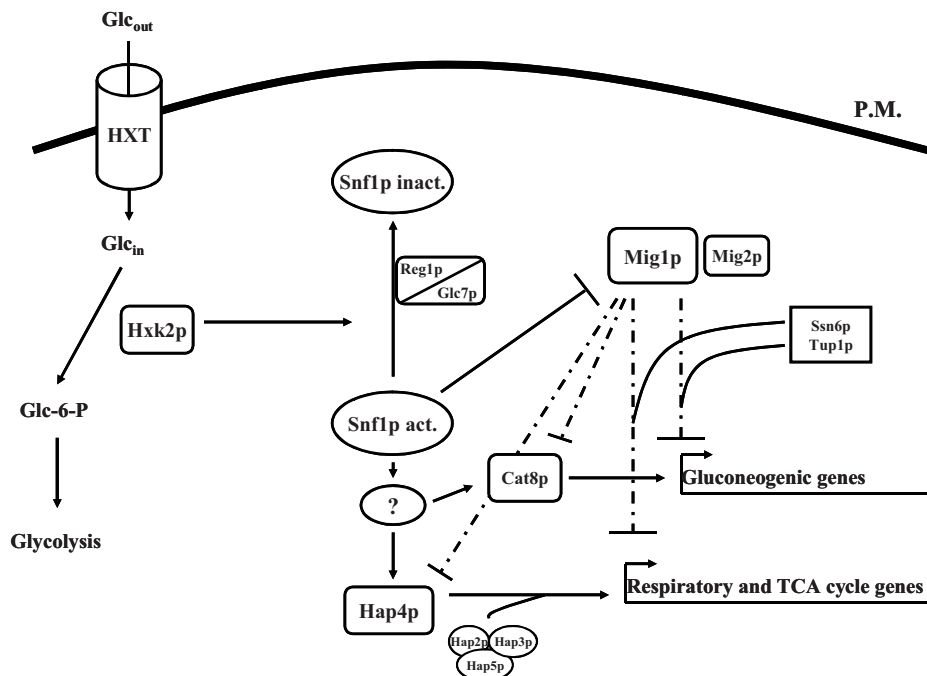 Glcout
P.M.
HXT
Snf1p inact.
Glcin
Mig1p
Mig2p
Reg1p
Glc7p
Hxk2p
Ssn6p
Tup1p
Glc-6-P
Snf1p act.
Cat8p
Gluconeogenic genes
?
Glycolysis
Respiratory and TCA cycle genes
Hap4p
Hap2p
Hap3p
Hap5p